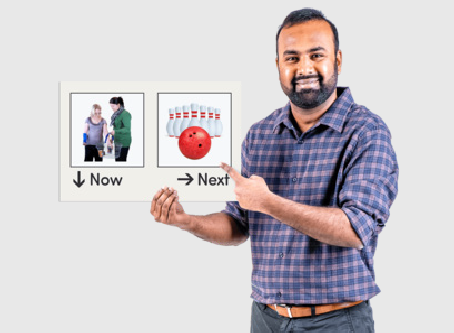 ↓ Now → Next